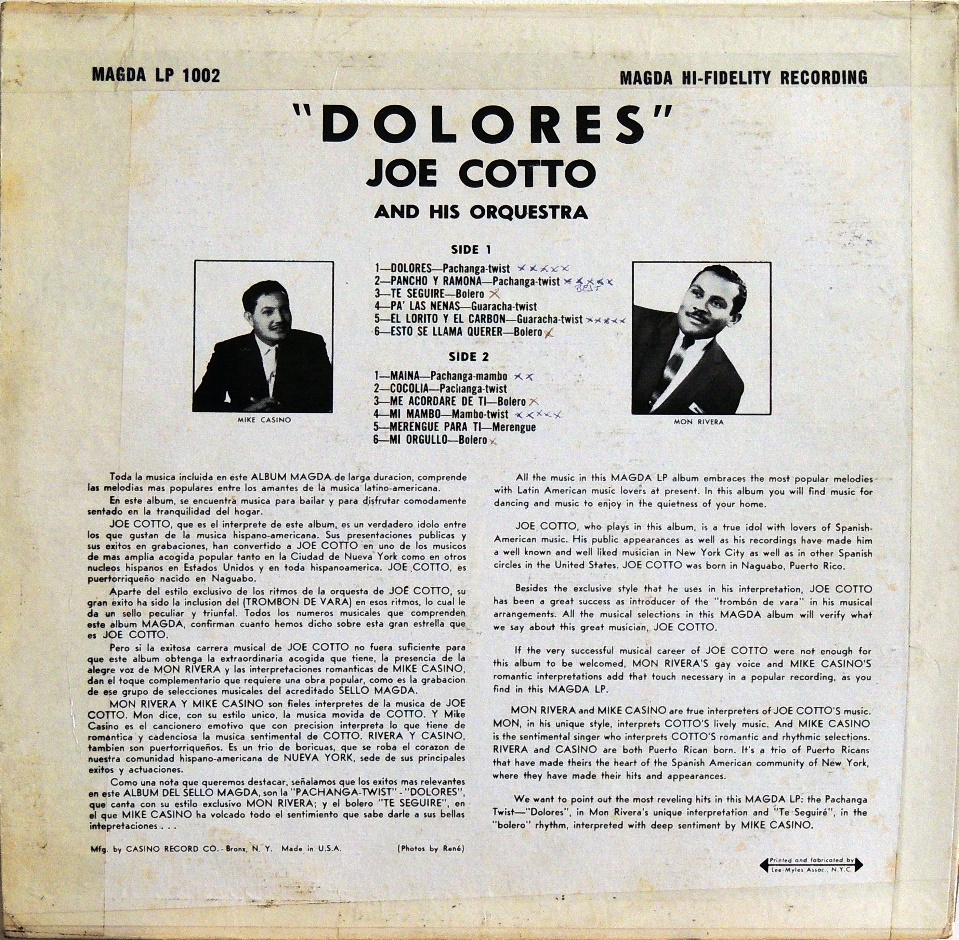 MAGDA LP 1002
MAGDA HI-FIDELITY RECORDING
"DOLORES"
JOE COTTO
AND HIS ORQUESTRA
SIDE 1
1—DOLORES—Pachanga-twist xxxxx
2—PANCHO Y RAMONA—Pachanga-twist xxxxx
3—TE SEGUIRE—Bolero x
4—PA' LAS NENAS—Guaracha-twist
5—EL LORITO Y EL CARBON—Guaracha-twist xxxxx
6—ESTO SE LLAMA QUERER—Bolero x
SIDE 2
1—MAINA—Pachanga-mambo xx
2—COCOLIA—Pachanga-twist
3—ME ACORDARE DE TI—Bolero x
4—MI MAMBO—Mambo-twist xxxxx
5—MERENGUE PARA TI—Merengue
6—MI ORGULLO—Bolero x
MIKE CASINO
MON RIVERA
Toda la musica incluida en este ALBUM MAGDA de larga duracion, comprende
las melodias mas populares entre los amantes de la musica latino-americana.
En este album, se encuentra musica para bailar y para disfrutar comodamente
sentado en la tranquilidad del hogar.
JOE COTTO, que es el interprete de este album, es un verdadero idolo entre
los que gustan de la musica hispano-americana. Sus presentaciones publicas y
sus exitos en grabaciones, han convertido a JOE COTTO en uno de los musicos
de mas amplia acogida popular tanto en la Ciudad de Nueva York como en otros
nucleos hispanos en Estados Unidos y en toda hispanoamerica. JOE COTTO, es
puertorriqueño nacido en Naguabo.
Aparte del estilo exclusivo de los ritmos de la orquesta de JOE COTTO, su
gran éxito ha sido la inclusion del (TROMBON DE VARA) en esos ritmos, lo cual le
da un sello peculiar y triunfal. Todos los numeros musicales que comprenden
este álbum MAGDA, confirman cuanto hemos dicho sobre esta gran estrella que
es JOE COTTO.
Pero si la exitosa carrera musical de JOE COTTO no fuera suficiente para
que este album obtenga la extraordinaria acogida que tiene, la presencia de la
alegre voz de MON RIVERA y las interpretaciones romanticas de MIKE CASINO,
dan el toque complementario que requiere una obra popular, como es la grabacion
de ese grupo de selecciones musicales del acreditado SELLO MAGDA.
MON RIVERA Y MIKE CASINO son fieles interpretes de la musica de JOE
COTTO. Mon dice, con su estilo unico, la musica movida de COTTO. Y Mike
Casino es el cancionero emotivo que con precision interpreta lo que tiene de
romantica y cadenciosa la musica sentimental de COTTO. RIVERA Y CASINO,
tambien son puertorriqueños. Es un trio de boricuas, que se roba el corazon de
nuestra comunidad hispano-americana de NUEVA YORK, sede de sus principales
exitos y actuaciones.
Como una nota que queremos destacar, señalamos que los exitos mas relevantes
en este ALBUM DEL SELLO MAGDA, son la "PACHANGA-TWIST" - "DOLORES",
que canta con su estilo exclusivo MON RIVERA; y el bolero "TE SEGUIRE", en
el que MIKE CASINO ha volcado todo el sentimiento que sabe darle a sus bellas
intepretaciones . . .
Mfg. by CASINO RECORD CO. - Bronx, N. Y. Made in U.S.A. (Photos by René)
All the music in this MAGDA LP album embraces the most popular melodies
with Latin American music lovers at present. In this album you will find music for
dancing and music to enjoy in the quietness of your home.
JOE COTTO, who plays in this album, is a true idol with lovers of Spanish-
American music. His public appearances as well as his recordings have made him
a well known and well liked musician in New York City as well as in other Spanish
circles in the United States. JOE COTTO was born in Naguabo, Puerto Rico.
Besides the exclusive style that he uses in his interpretation, JOE COTTO
has been a great success as introducer of the "trombón de vara" in his musical
arrangements. All the musical selections in this MAGDA album will verify what
we say about this great musician, JOE COTTO.
If the very successful musical career of JOE COTTO were not enough for
this album to be welcomed, MON RIVERA'S gay voice and MIKE CASINO'S
romantic interpretations add that touch necessary in a popular recording, as you
find in this MAGDA LP.
MON RIVERA and MIKE CASINO are true interpreters of JOE COTTO'S music.
MON, in his unique style, interprets COTTO'S lively music. And MIKE CASINO
is the sentimental singer who interprets COTTO'S romantic and rhythmic selections.
RIVERA and CASINO are both Puerto Rican born. It's a trio of Puerto Ricans
that have made theirs the heart of the Spanish American community of New York,
where they have made their hits and appearances.
We want to point out the most reveling hits in this MAGDA LP: the Pachanga
Twist—"Dolores", in Mon Rivera's unique interpretation and "Te Seguiré", in the
"bolero" rhythm, interpreted with deep sentiment by MIKE CASINO.
Printed and fabricated by
Lee-Myles Assoc., N.Y.C.